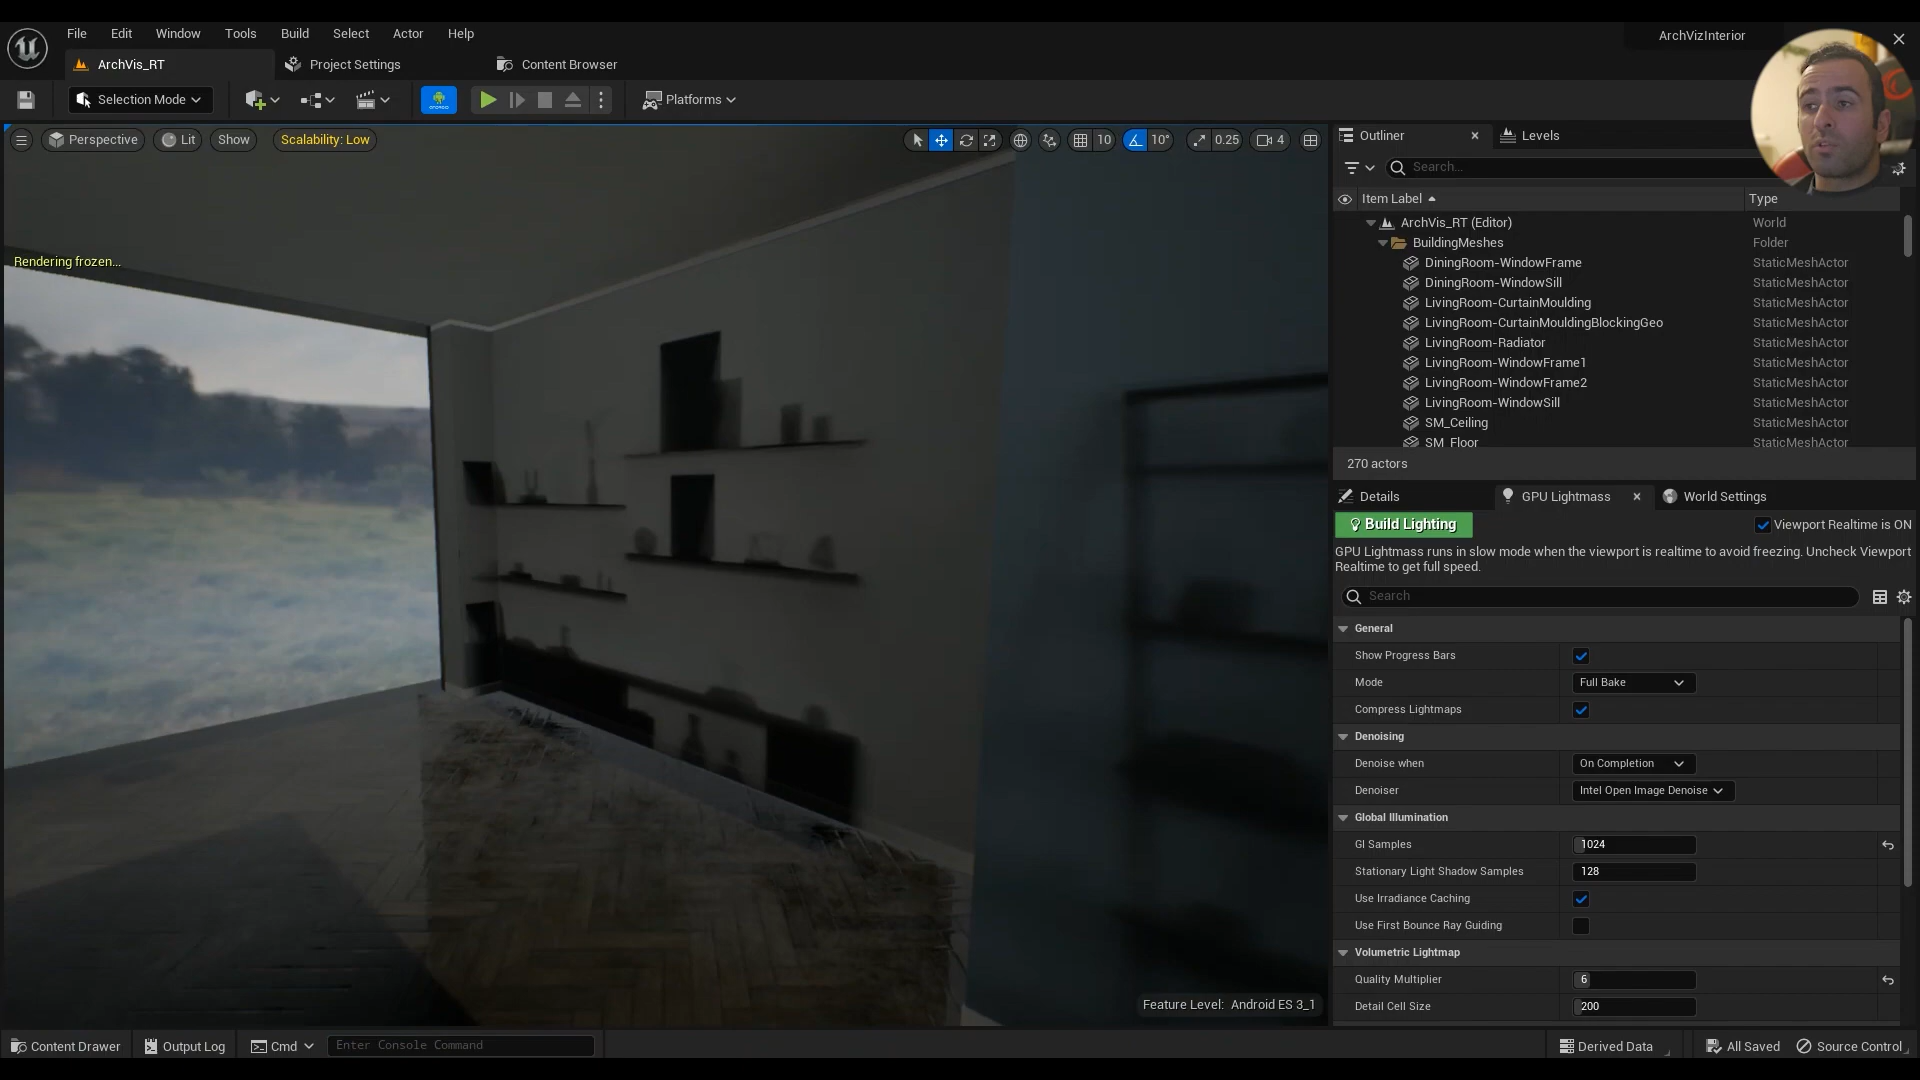 File Edit Window Tools Build Select Actor Help
ArchVizInterior
ArchVis_RT
Project Settings
Content Browser
Selection Mode
Platforms
Perspective
Lit
Show
Scalability: Low
10
10°
0.25
4
Rendering frozen...
Feature Level: Android ES 3_1
Outliner
Levels
Search...
Item Label
Type
ArchVis_RT (Editor) World
BuildingMeshes Folder
DiningRoom-WindowFrame StaticMeshActor
DiningRoom-WindowSill StaticMeshActor
LivingRoom-CurtainMoulding StaticMeshActor
LivingRoom-CurtainMouldingBlockingGeo StaticMeshActor
LivingRoom-Radiator StaticMeshActor
LivingRoom-WindowFrame1 StaticMeshActor
LivingRoom-WindowFrame2 StaticMeshActor
LivingRoom-WindowSill StaticMeshActor
SM_Ceiling StaticMeshActor
SM_Floor StaticMeshActor
270 actors
Details
GPU Lightmass
World Settings
Build Lighting
Viewport Realtime is ON
GPU Lightmass runs in slow mode when the viewport is realtime to avoid freezing. Uncheck Viewport
Realtime to get full speed.
Search
General
Show Progress Bars
Mode Full Bake
Compress Lightmaps
Denoising
Denoise when On Completion
Denoiser Intel Open Image Denoise
Global Illumination
GI Samples 1024
Stationary Light Shadow Samples 128
Use Irradiance Caching
Use First Bounce Ray Guiding
Volumetric Lightmap
Quality Multiplier 6
Detail Cell Size 200
Content Drawer
Output Log
Cmd
Enter Console Command
Derived Data
All Saved
Source Control